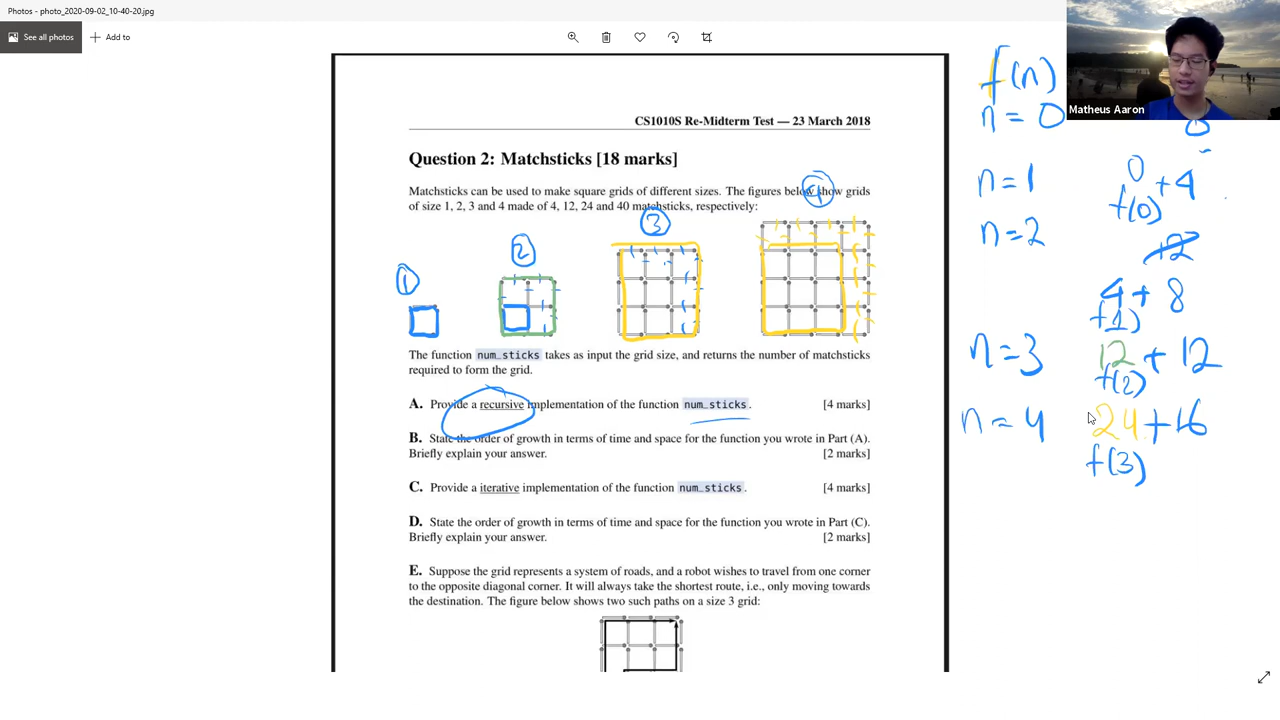 Photos - photo_2020-09-02_10-40-20.jpg
See all photos
Add to
Matheus Aaron
CS1010S Re-Midterm Test — 23 March 2018
Question 2: Matchsticks [18 marks]
Matchsticks can be used to make square grids of different sizes. The figures below show grids
of size 1, 2, 3 and 4 made of 4, 12, 24 and 40 matchsticks, respectively:
1
2
3
4
The function num_sticks takes as input the grid size, and returns the number of matchsticks
required to form the grid.
A. Provide a recursive implementation of the function num_sticks. [4 marks]
B. State the order of growth in terms of time and space for the function you wrote in Part (A).
Briefly explain your answer. [2 marks]
C. Provide a iterative implementation of the function num_sticks. [4 marks]
D. State the order of growth in terms of time and space for the function you wrote in Part (C).
Briefly explain your answer. [2 marks]
E. Suppose the grid represents a system of roads, and a robot wishes to travel from one corner
to the opposite diagonal corner. It will always take the shortest route, i.e., only moving towards
the destination. The figure below shows two such paths on a size 3 grid:
f(n)
n = 0 0
n = 1 0 + 4
f(0)
n = 2 +12
4 + 8
f(1)
n = 3 12 + 12
f(2)
n = 4 24 + 16
f(3)